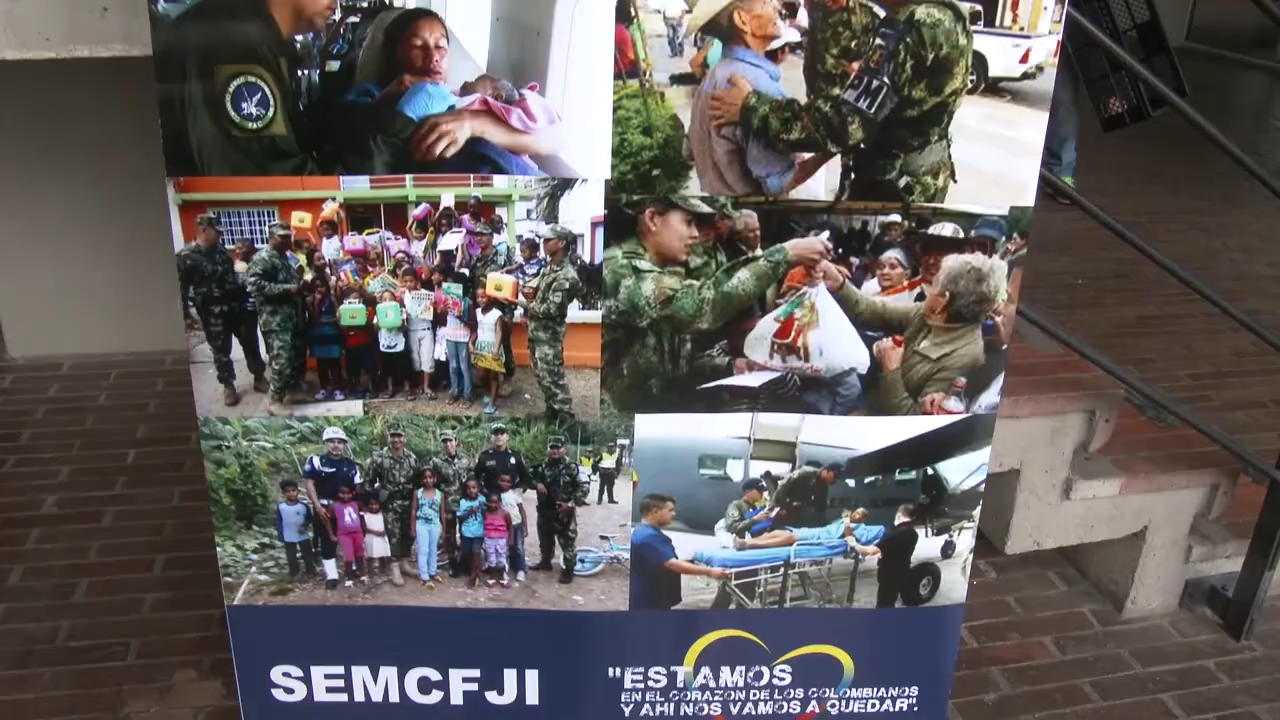 SEMCFJI
"ESTAMOS
EN EL CORAZON DE LOS COLOMBIANOS
Y AHI NOS VAMOS A QUEDAR".